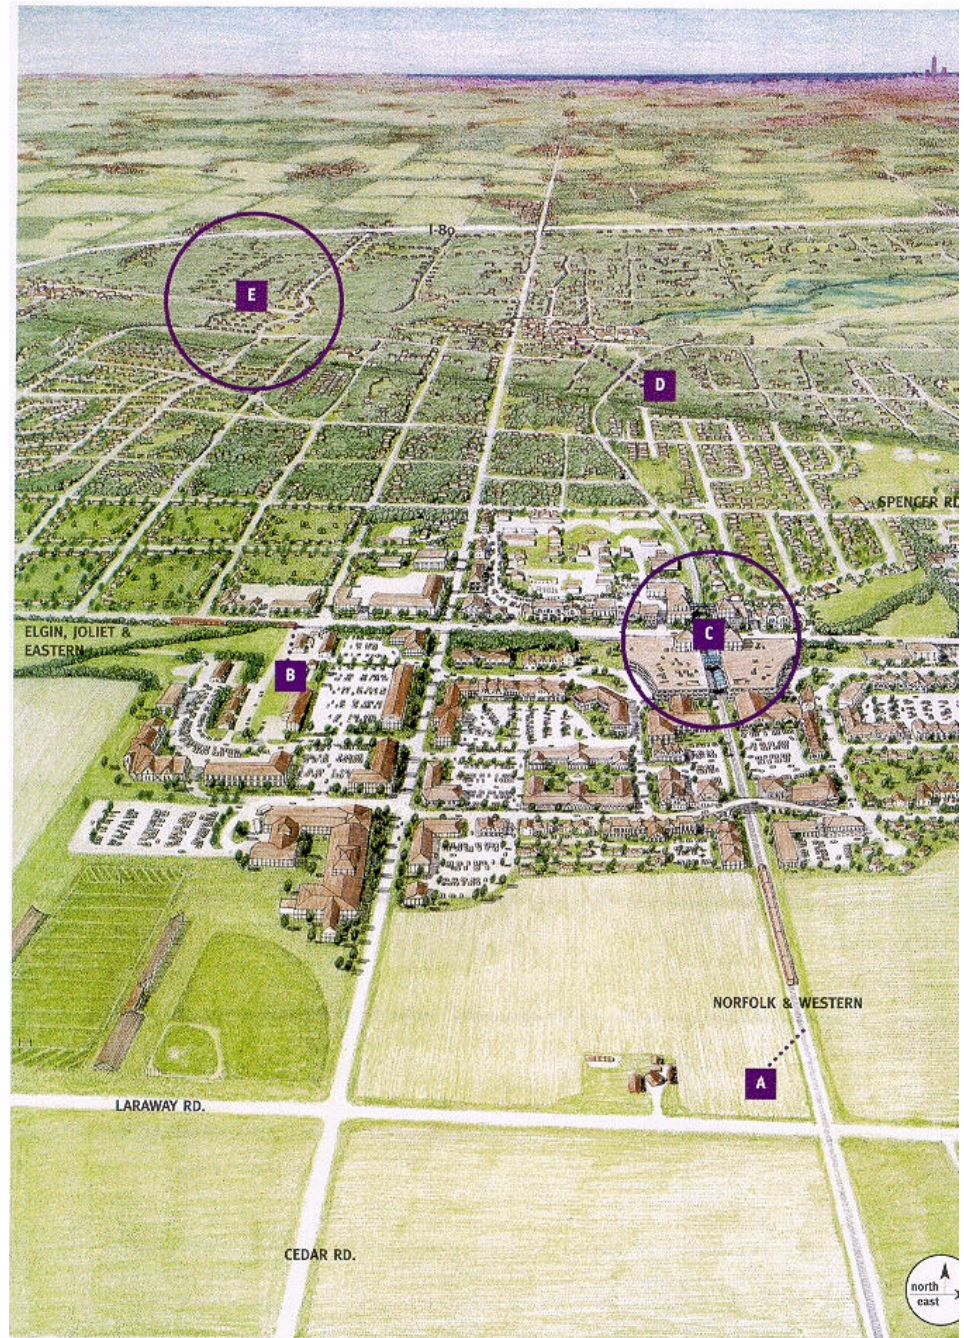 I-80
E
D
SPENCER RD
C
ELGIN, JOLIET &
EASTERN
B
NORFOLK & WESTERN
A
LARAWAY RD.
CEDAR RD.
north
east